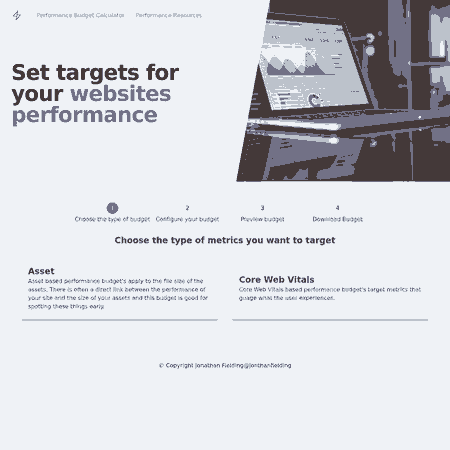 Performance Budget Calculator Performance Resources
Set targets for
your websites
performance
1 2 3 4
Choose the type of budget Configure your budget Preview budget Download Budget
Choose the type of metrics you want to target
Asset
Asset based performance budget's apply to the file size of the
assets. There is often a direct link between the performance of
your site and the size of your assets and this budget is good for
spotting these things early.
Core Web Vitals
Core Web Vitals based performance budget's target metrics that
guage what the user experiences.
© Copyright Jonathan Fielding@jonthanfielding